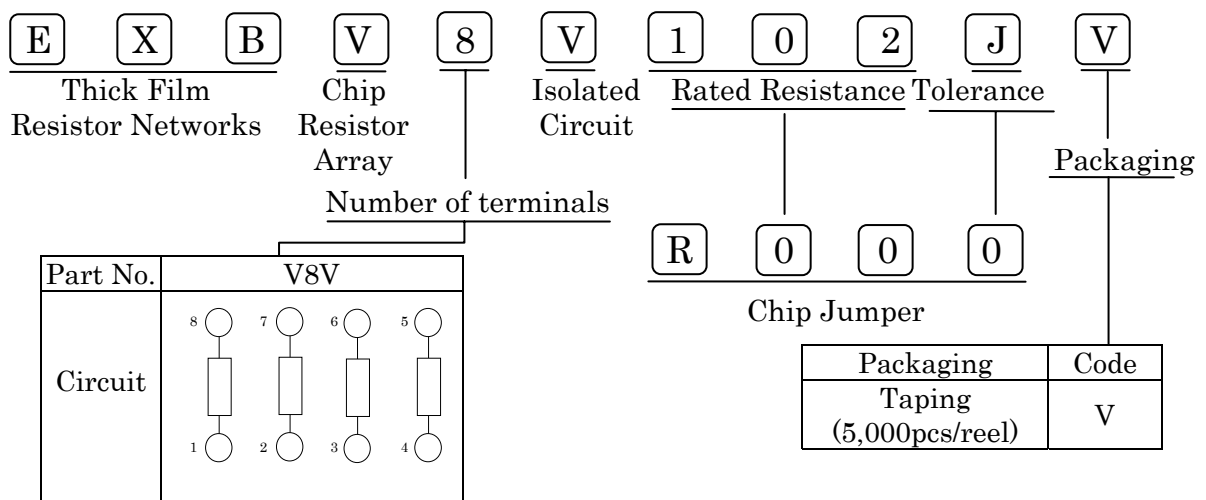 E X B V 8 V 1 0 2 J V
Thick Film
Resistor Networks
Chip
Resistor
Array
Isolated
Circuit
Rated Resistance
Tolerance
Packaging
Number of terminals
R 0 0 0
Chip Jumper
Part No. V8V
Circuit
8 7 6 5
1 2 3 4
Packaging Code
Taping
(5,000pcs/reel)
V